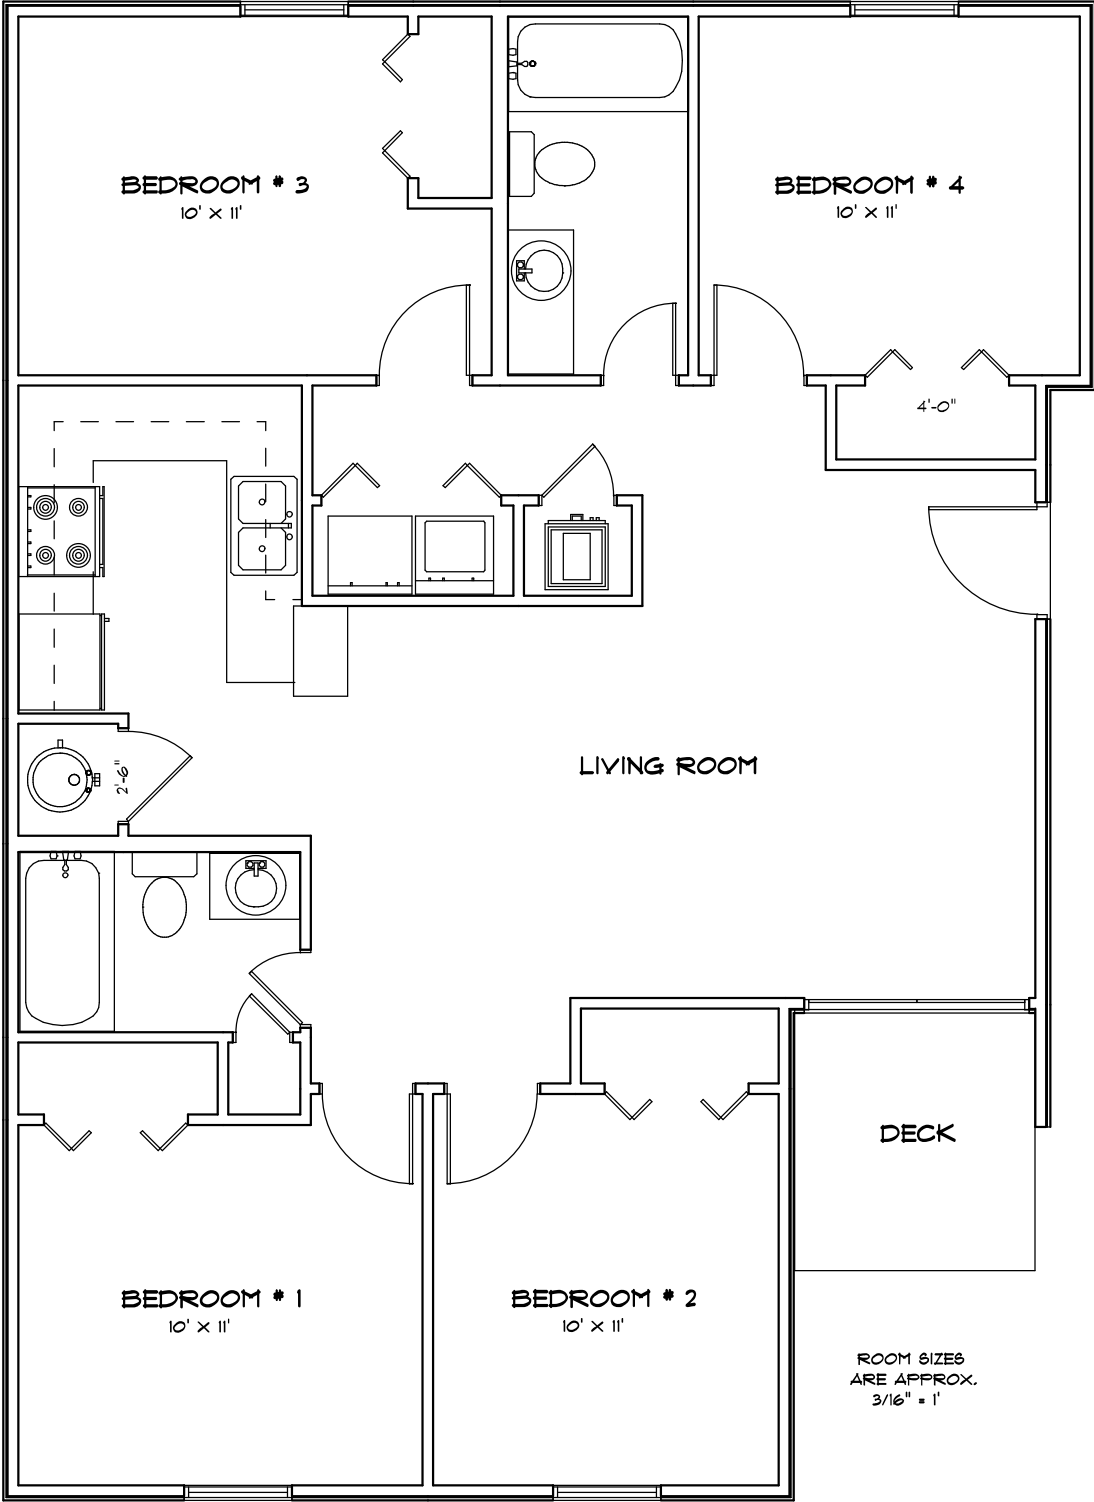 BEDROOM # 3
10' X 11'
BEDROOM # 4
10' X 11'
4'-0"
2'-6"
LIVING ROOM
DECK
BEDROOM # 1
10' X 11'
BEDROOM # 2
10' X 11'
ROOM SIZES
ARE APPROX.
3/16" = 1'